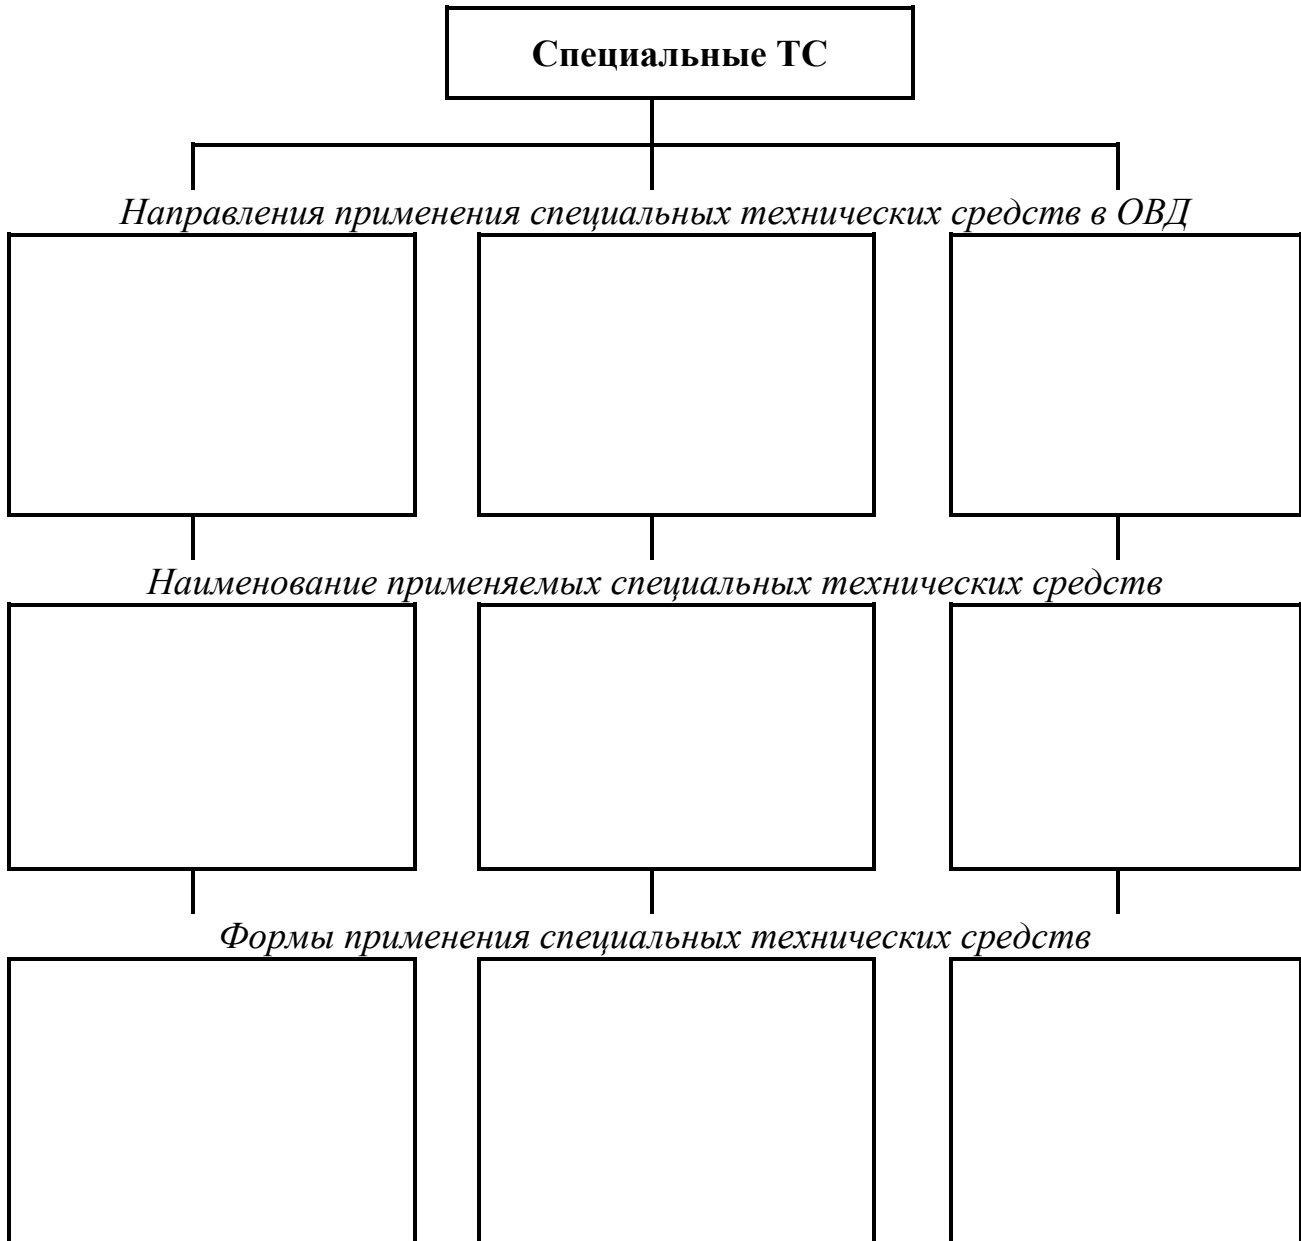 Специальные ТС
Направления применения специальных технических средств в ОВД
Наименование применяемых специальных технических средств
Формы применения специальных технических средств